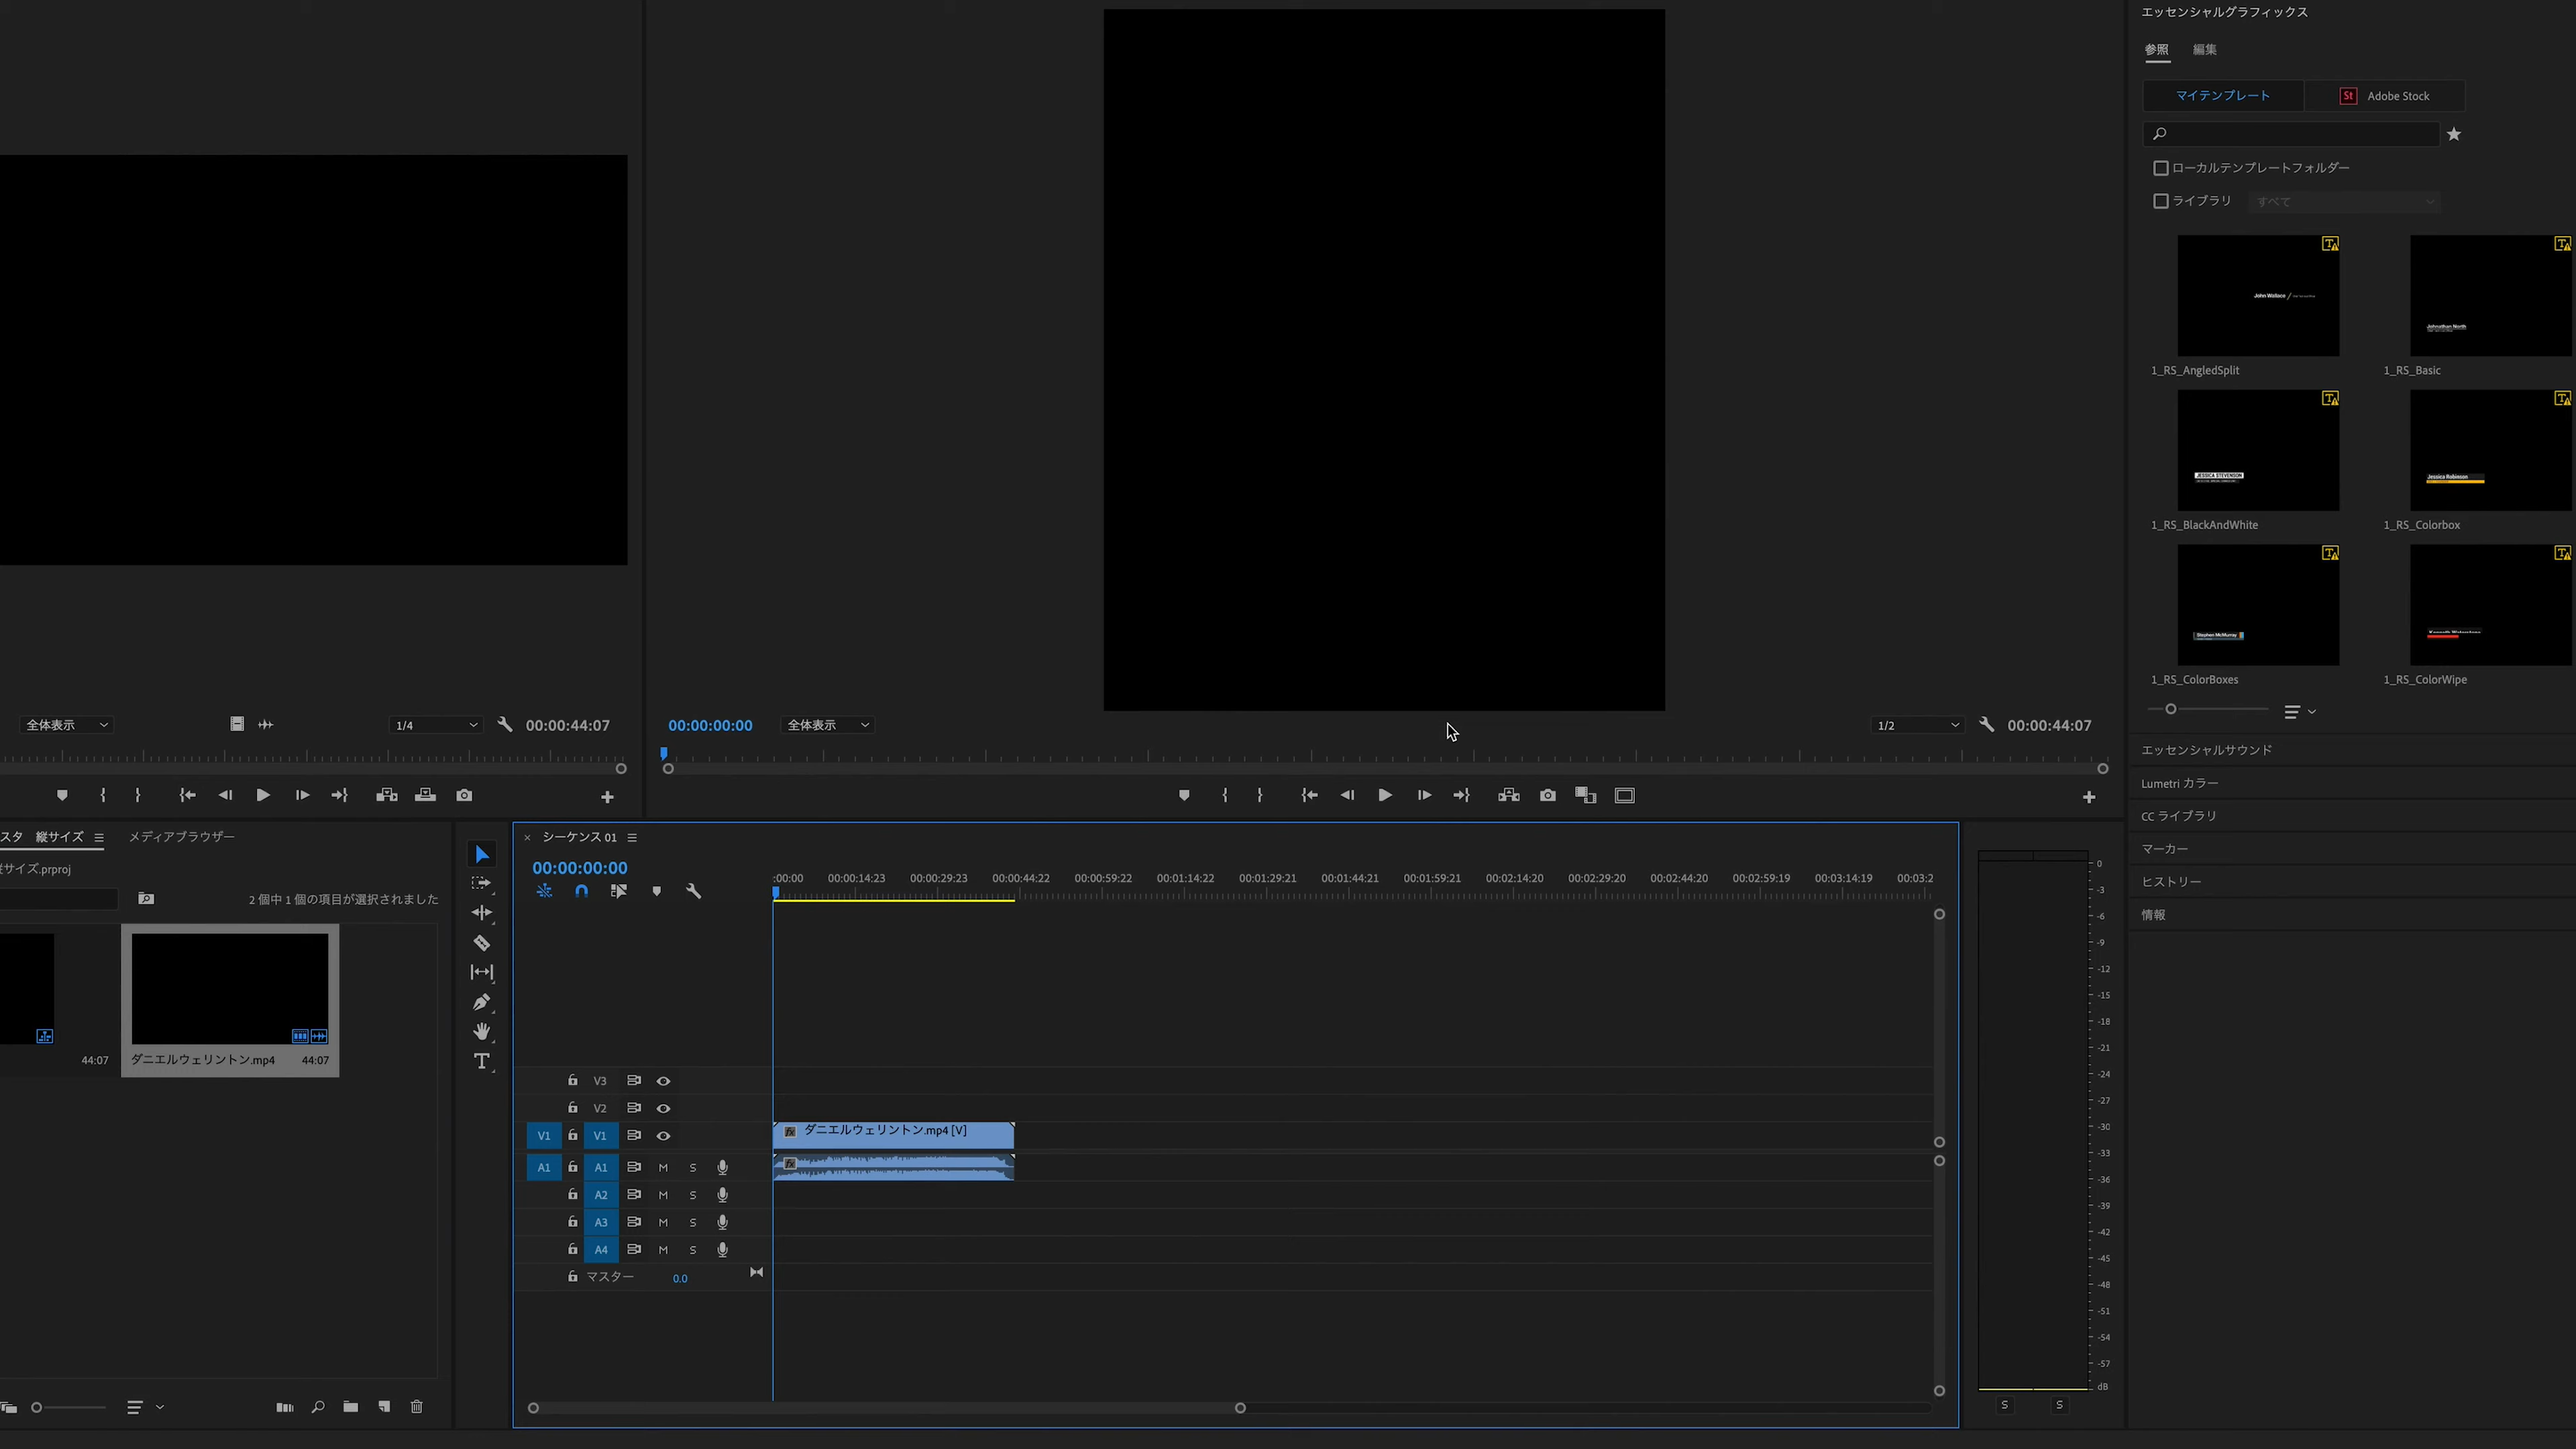 エッセンシャルグラフィックス
参照 編集
マイテンプレート
St Adobe Stock
ローカルテンプレートフォルダー
ライブラリ すべて
John Wallace
Johnathan North
1_RS_AngledSplit 1_RS_Basic
JESSICA STEVENSON
Jessica Robinson
1_RS_BlackAndWhite 1_RS_Colorbox
Stephen McMurray
1_RS_ColorBoxes 1_RS_ColorWipe
全体表示 1/4 00:00:44:07
00:00:00:00 全体表示 1/2 00:00:44:07
エッセンシャルサウンド
Lumetri カラー
CC ライブラリ
マーカー
ヒストリー
情報
スタ 縦サイズ メディアブラウザー
サイズ.prproj
2 個中 1 個の項目が選択されました
44:07 ダニエルウェリントン.mp4 44:07
× シーケンス 01
00:00:00:00
:00:00 00:00:14:23 00:00:29:23 00:00:44:22 00:00:59:22 00:01:14:22 00:01:29:21 00:01:44:21 00:01:59:21 00:02:14:20 00:02:29:20 00:02:44:20 00:02:59:19 00:03:14:19 00:03:2
V3
V2
V1 V1 fx ダニエルウェリントン.mp4 [V]
A1 A1 M S fx
A2 M S
A3 M S
A4 M S
マスター 0.0
0
-3
-6
-9
-12
-15
-18
-21
-24
-27
-30
-33
-36
-39
-42
-45
-48
-51
-54
-57
dB
S S